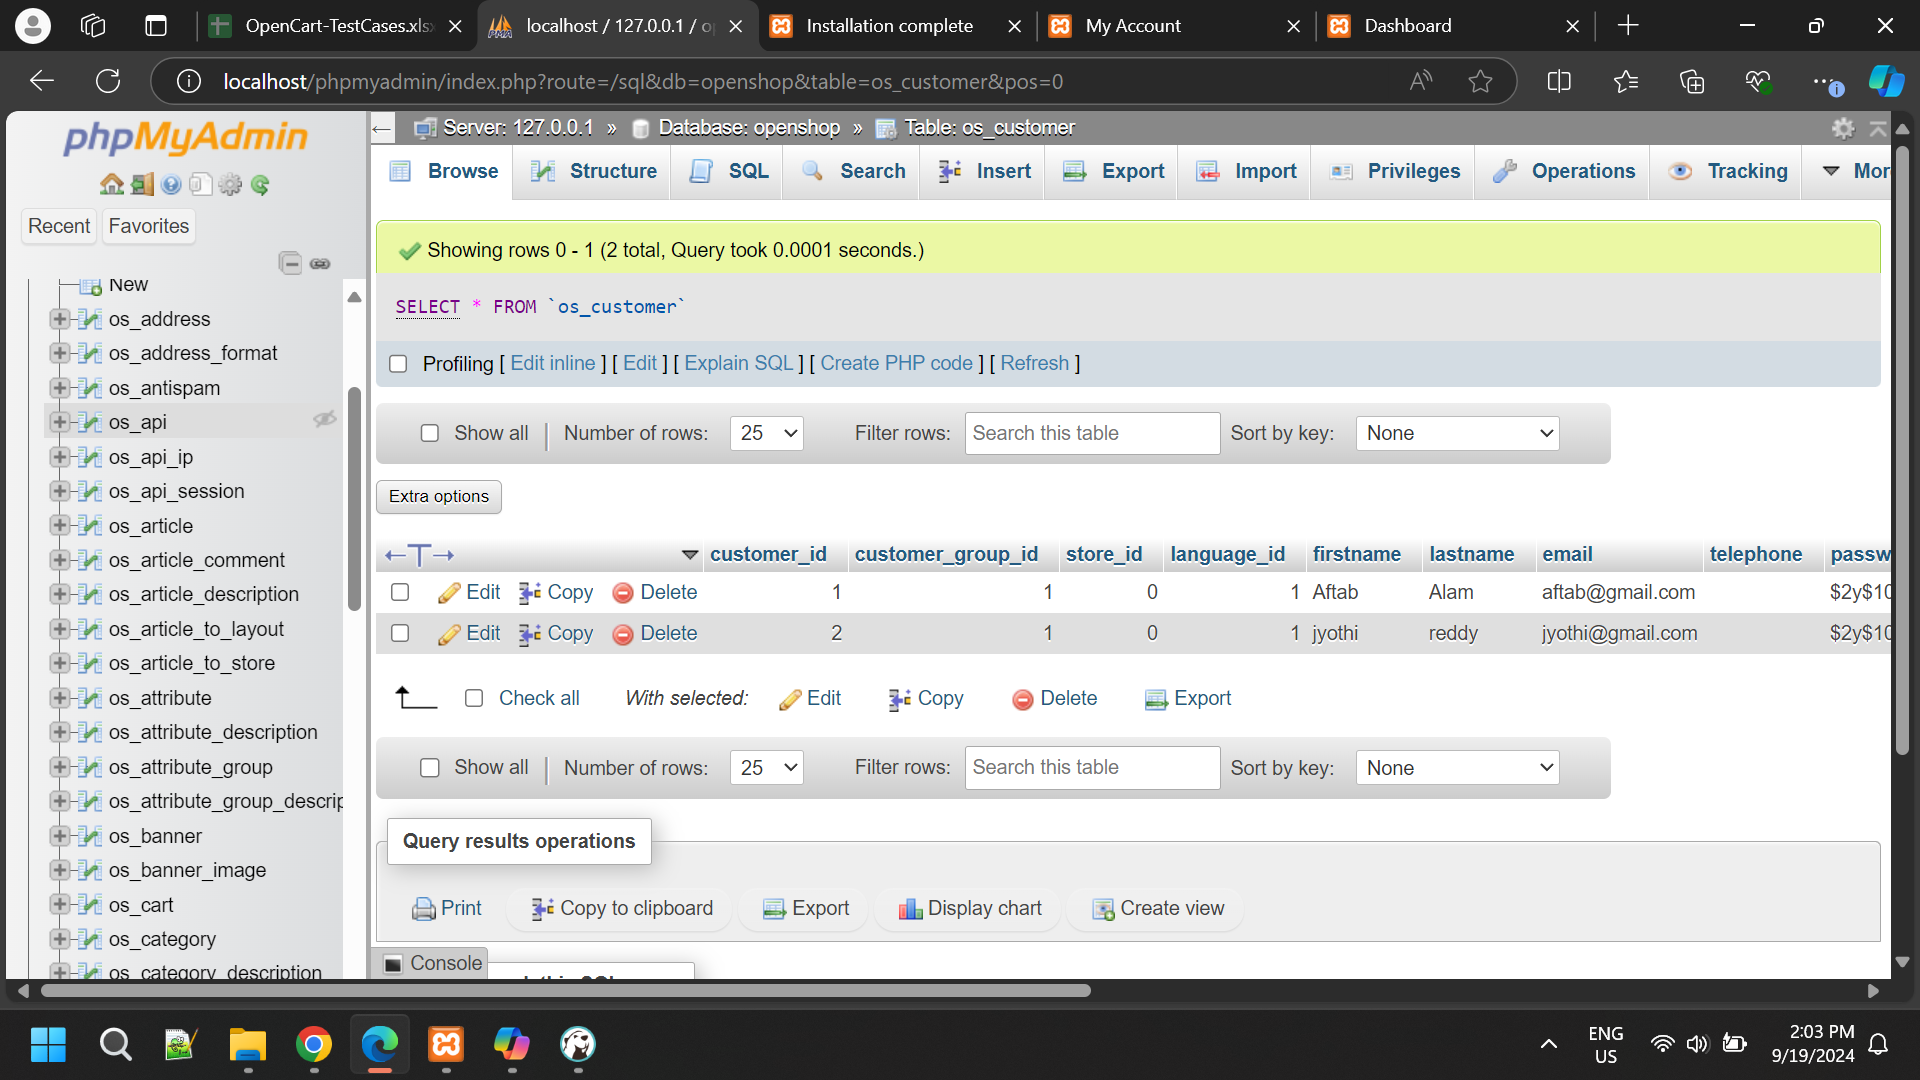 OpenCart-TestCases.xlsx
localhost / 127.0.0.1 / op
Installation complete
My Account
Dashboard
localhost/phpmyadmin/index.php?route=/sql&db=openshop&table=os_customer&pos=0
phpMyAdmin
Recent
Favorites
New
os_address
os_address_format
os_antispam
os_api
os_api_ip
os_api_session
os_article
os_article_comment
os_article_description
os_article_to_layout
os_article_to_store
os_attribute
os_attribute_description
os_attribute_group
os_attribute_group_descrip
os_banner
os_banner_image
os_cart
os_category
os_category_description
Server: 127.0.0.1 » Database: openshop » Table: os_customer
Browse Structure SQL Search Insert Export Import Privileges Operations Tracking More
Showing rows 0 - 1 (2 total, Query took 0.0001 seconds.)
SELECT * FROM `os_customer`
Profiling [ Edit inline ] [ Edit ] [ Explain SQL ] [ Create PHP code ] [ Refresh ]
Show all | Number of rows: 25 Filter rows: Search this table Sort by key: None
Extra options
customer_id customer_group_id store_id language_id firstname lastname email telephone passw
Edit Copy Delete 1 1 0 1 Aftab Alam aftab@gmail.com $2y$10
Edit Copy Delete 2 1 0 1 jyothi reddy jyothi@gmail.com $2y$10
Check all With selected: Edit Copy Delete Export
Show all | Number of rows: 25 Filter rows: Search this table Sort by key: None
Query results operations
Print Copy to clipboard Export Display chart Create view
Console
ENG
US
2:03 PM
9/19/2024